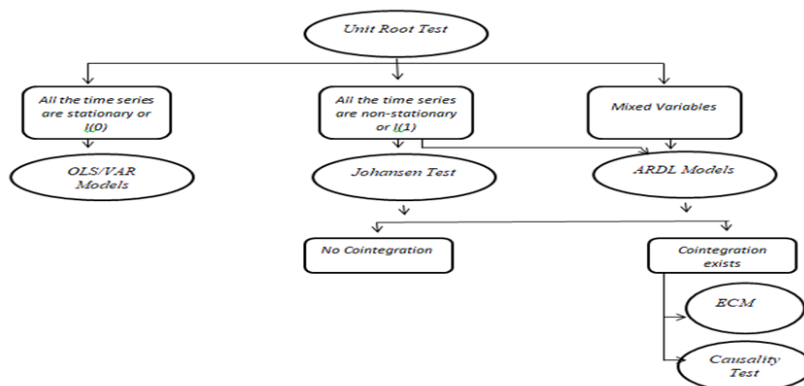 Unit Root Test
All the time series
are stationary or
I(0)
All the time series
are non-stationary
or I(1)
Mixed Variables
OLS/VAR
Models
Johansen Test
ARDL Models
No Cointegration
Cointegration
exists
ECM
Causality
Test